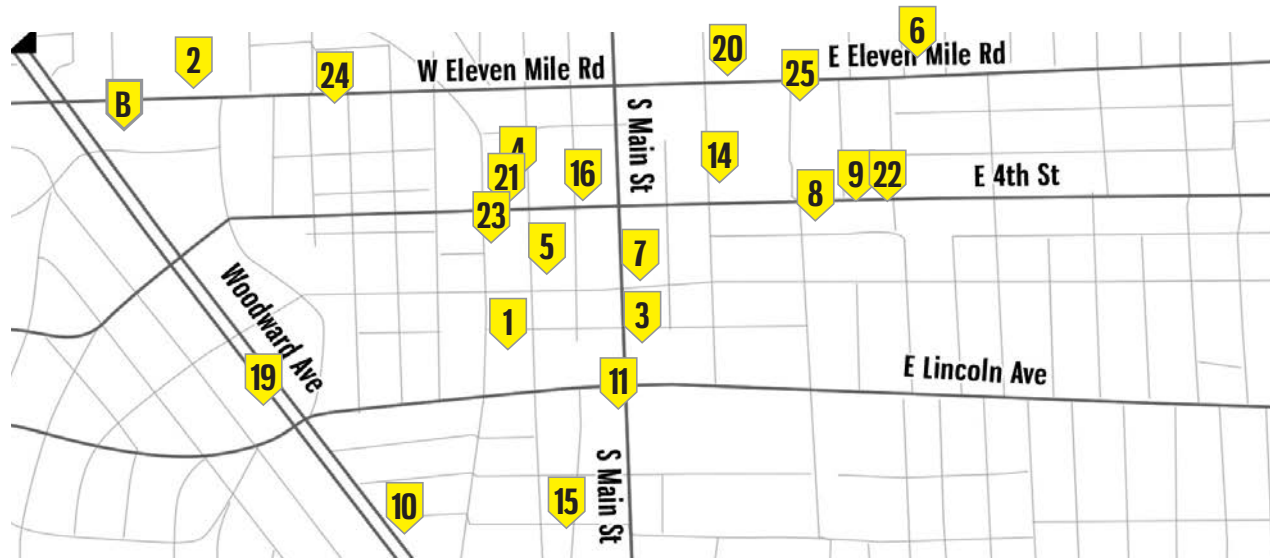 6
20
2
W Eleven Mile Rd
E Eleven Mile Rd
24
25
B
S Main St
4
14
16
21
9
22
E 4th St
8
23
5
7
Woodward Ave
1
3
19
11
E Lincoln Ave
S Main St
10
15